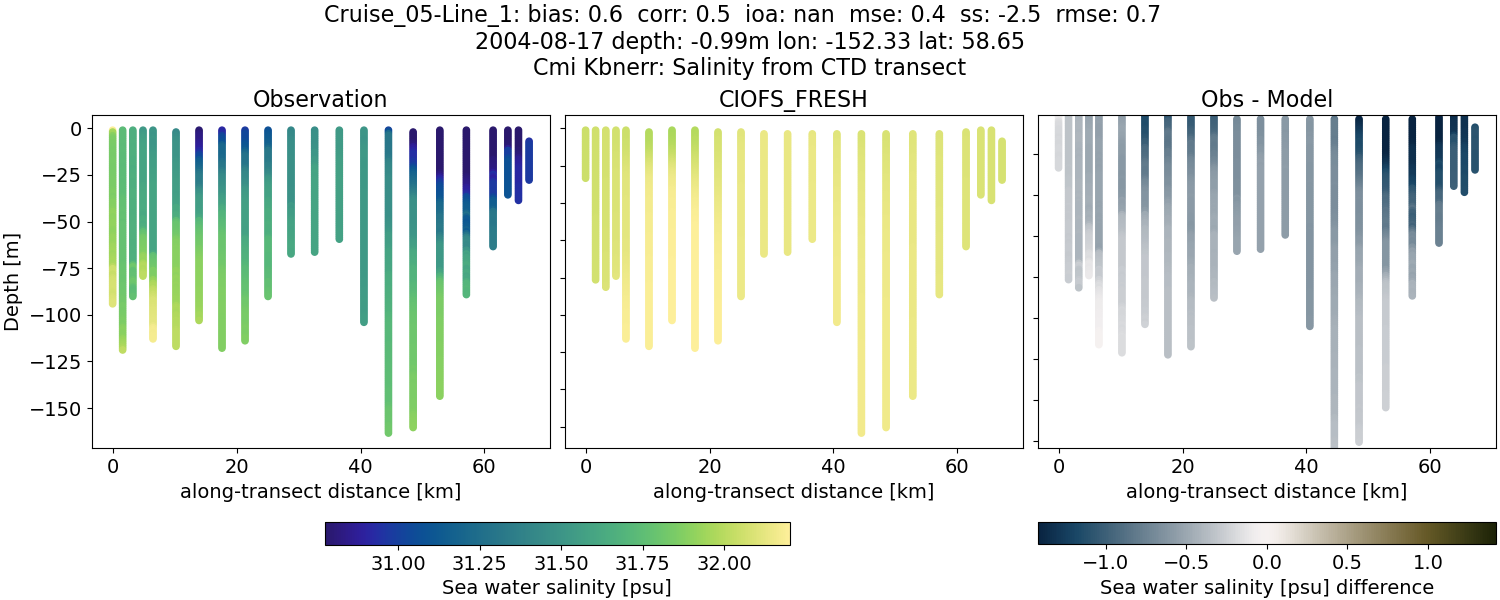 Cruise_05-Line_1: bias: 0.6  corr: 0.5  ioa: nan  mse: 0.4  ss: -2.5  rmse: 0.7
2004-08-17 depth: -0.99m lon: -152.33 lat: 58.65
Cmi Kbnerr: Salinity from CTD transect
Observation
CIOFS_FRESH
Obs - Model
Depth [m]
0
−25
−50
−75
−100
−125
−150
0 20 40 60
0 20 40 60
0 20 40 60
along-transect distance [km]
along-transect distance [km]
along-transect distance [km]
31.00 31.25 31.50 31.75 32.00
Sea water salinity [psu]
−1.0 −0.5 0.0 0.5 1.0
Sea water salinity [psu] difference